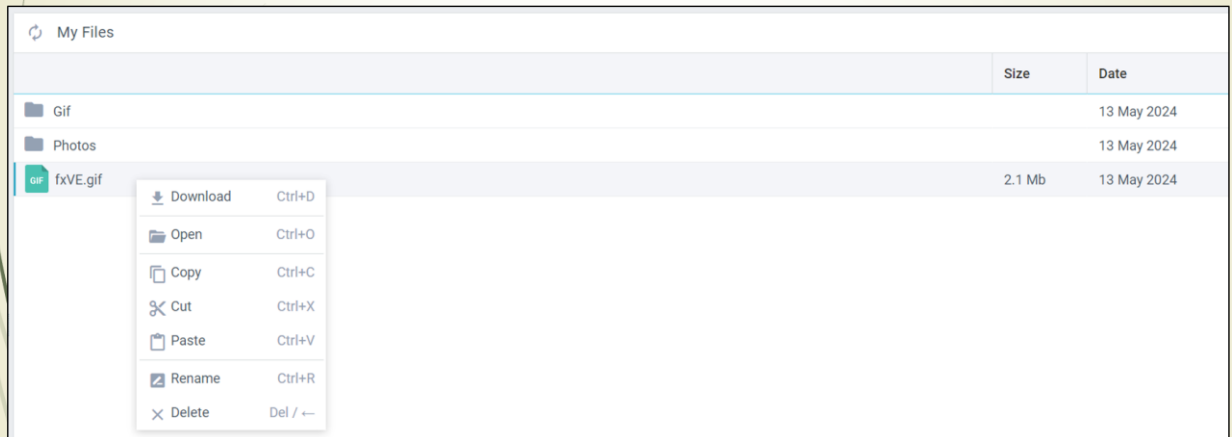 My Files
Size Date
Gif 13 May 2024
Photos 13 May 2024
GIF fxVE.gif 2.1 Mb 13 May 2024
Download Ctrl+D
Open Ctrl+O
Copy Ctrl+C
Cut Ctrl+X
Paste Ctrl+V
Rename Ctrl+R
Delete Del / ←